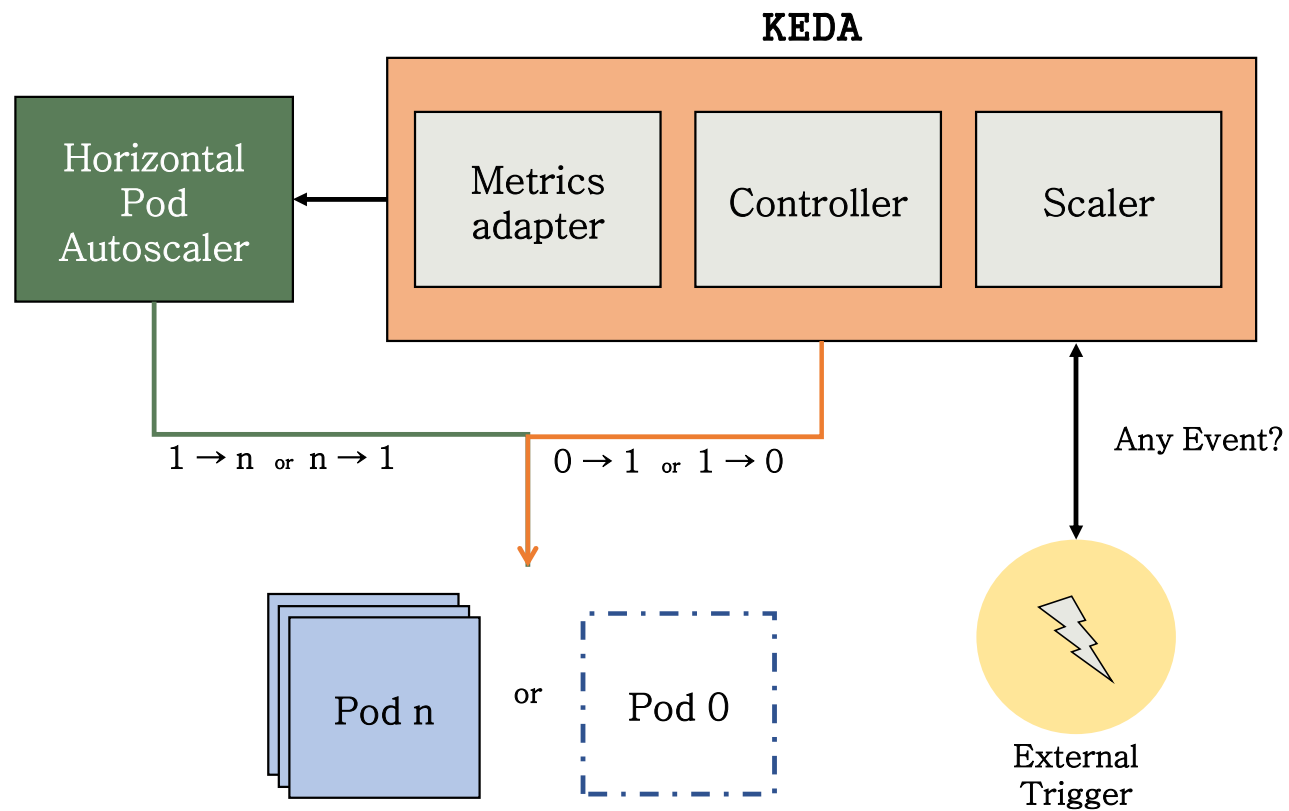 KEDA
Horizontal
Pod
Autoscaler
Metrics
adapter
Controller
Scaler
1 → n or n → 1
0 → 1 or 1 → 0
Any Event?
Pod n
or
Pod 0
External
Trigger